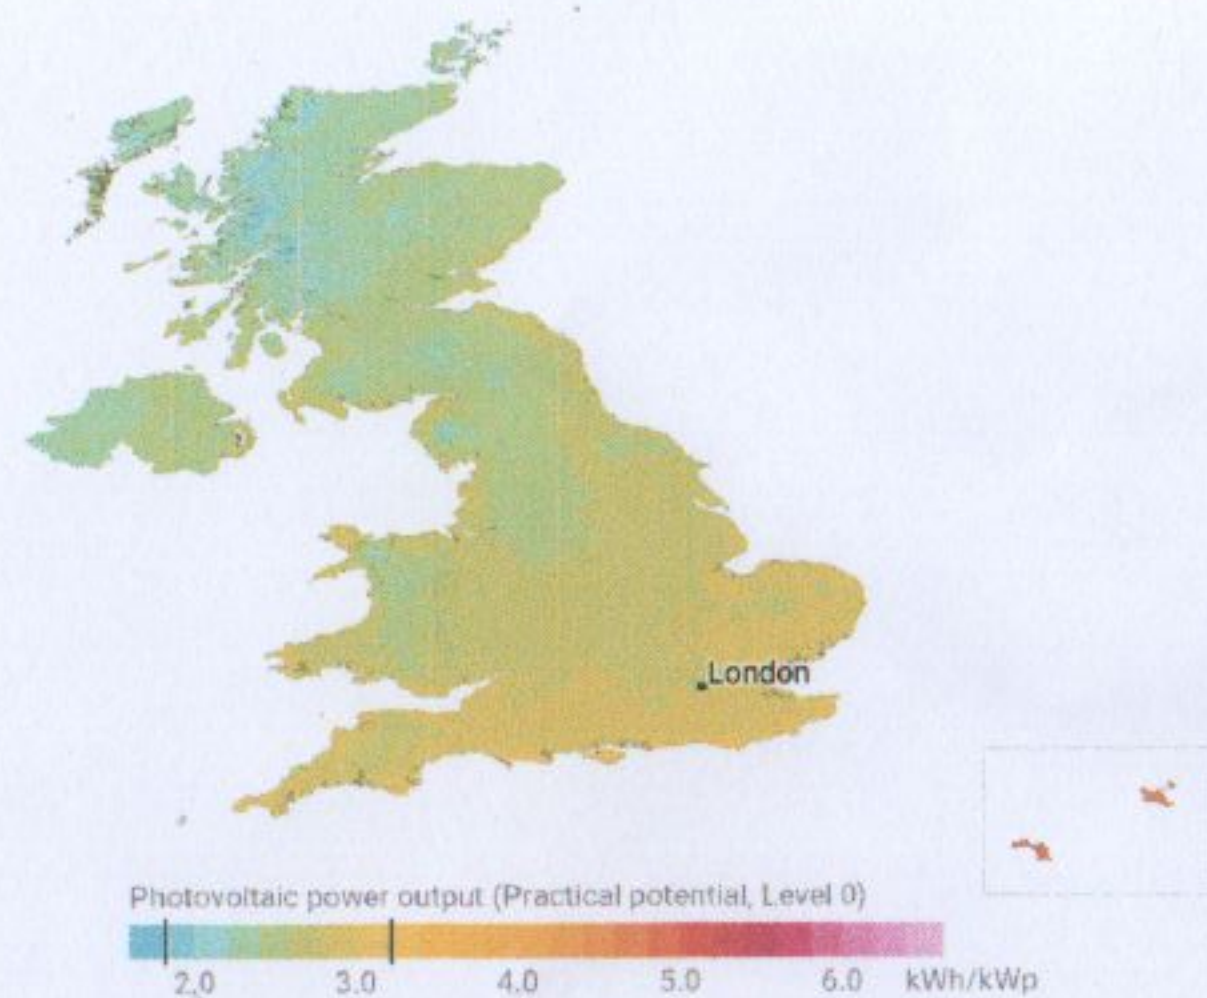 London
Photovoltaic power output (Practical potential, Level 0)
2,0 3.0 4.0 5.0 6.0 kWh/kWp